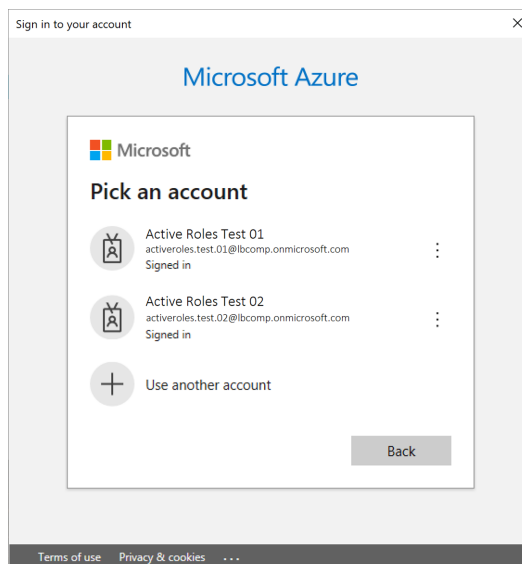 Sign in to your account
Microsoft Azure
Microsoft
Pick an account
Active Roles Test 01
activeroles.test.01@lbcomp.onmicrosoft.com
Signed in
Active Roles Test 02
activeroles.test.02@lbcomp.onmicrosoft.com
Signed in
Use another account
Back
Terms of use Privacy & cookies ...